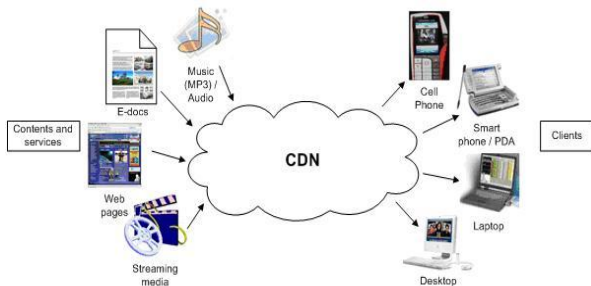 Music
(MP3) /
Audio
E-docs
Contents and
services
Web
pages
Streaming
media
CDN
Cell
Phone
Smart
phone / PDA
Clients
Laptop
Desktop